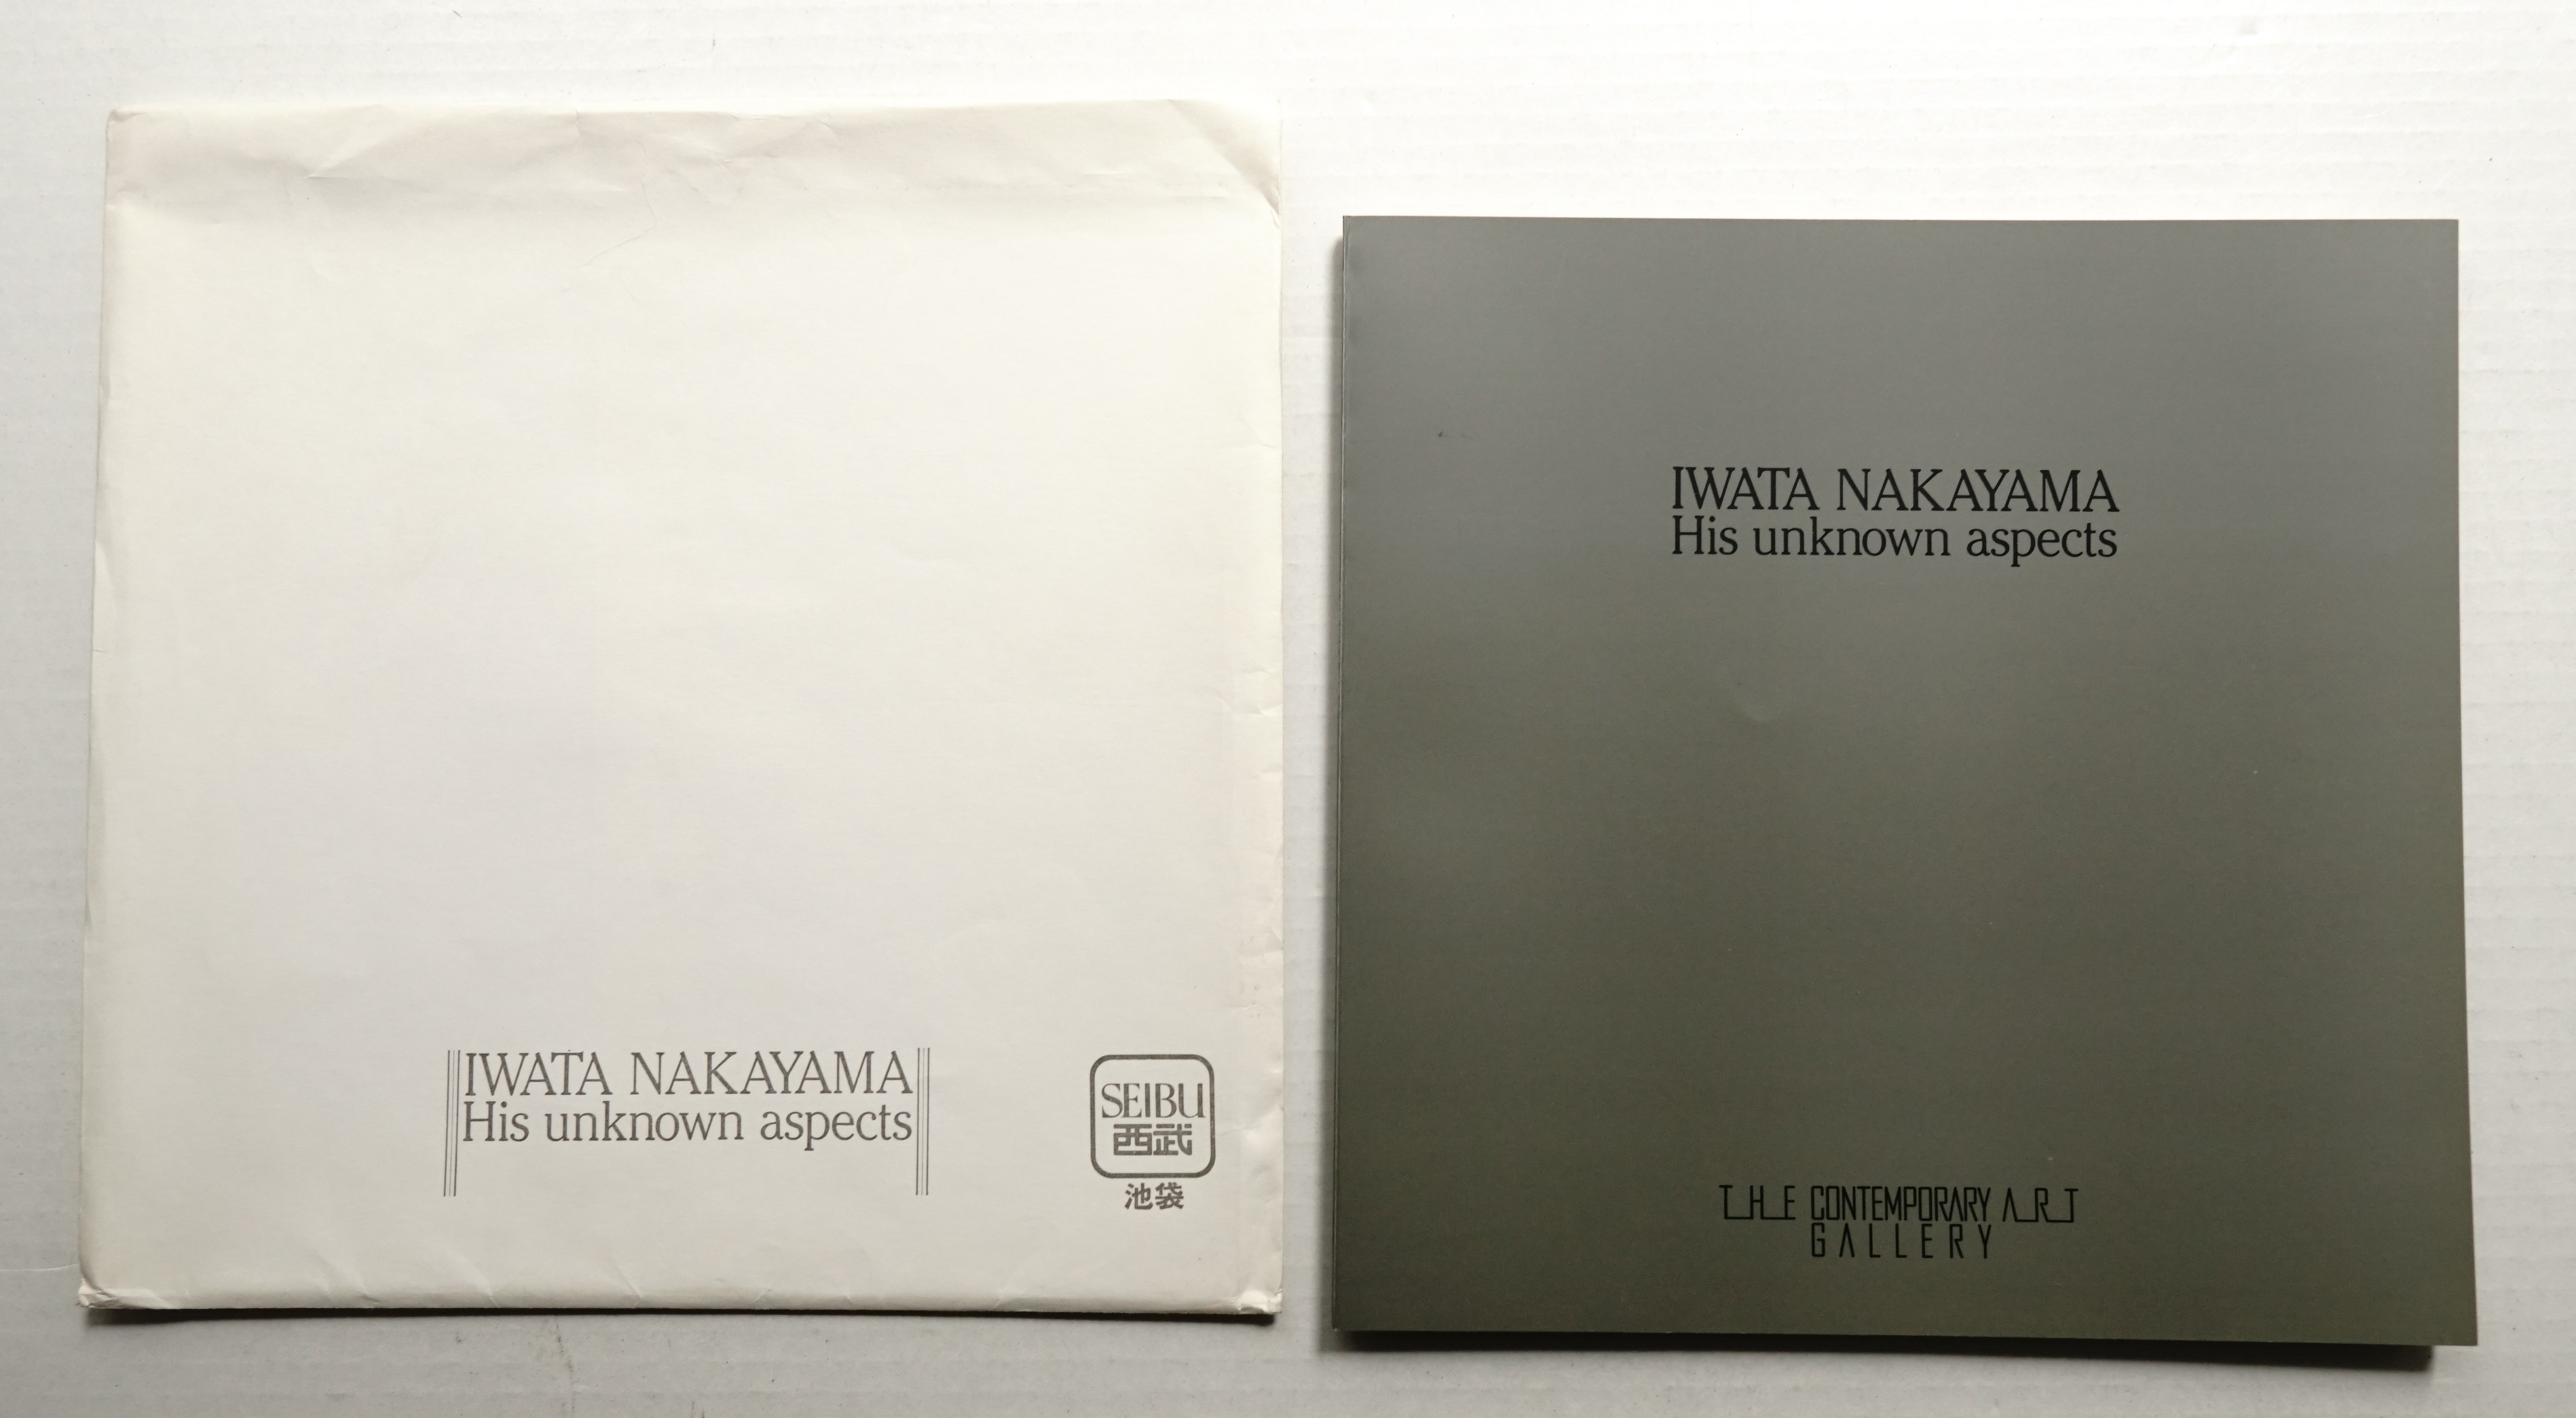 IWATA NAKAYAMA
His unknown aspects
SEIBU
西武
池袋
IWATA NAKAYAMA
His unknown aspects
THE CONTEMPORARY ART
GALLERY